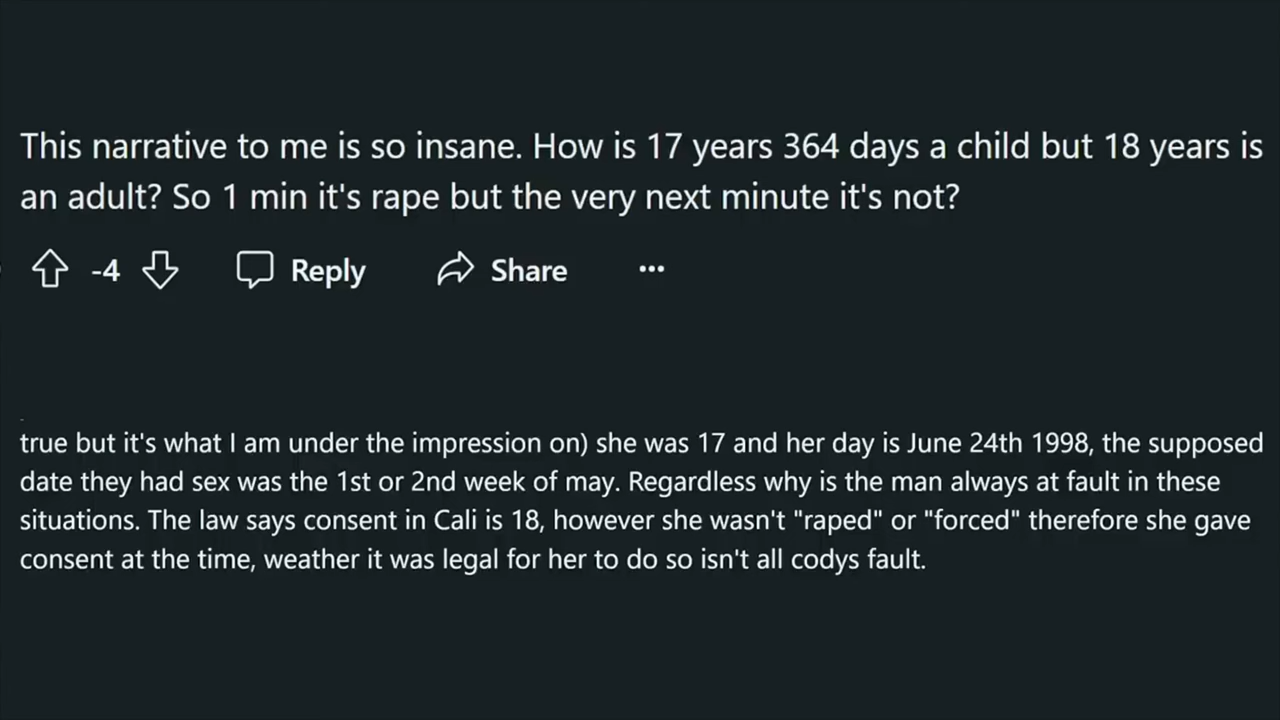 This narrative to me is so insane. How is 17 years 364 days a child but 18 years is
an adult? So 1 min it's rape but the very next minute it's not?
-4 Reply Share ...
true but it's what I am under the impression on) she was 17 and her day is June 24th 1998, the supposed
date they had sex was the 1st or 2nd week of may. Regardless why is the man always at fault in these
situations. The law says consent in Cali is 18, however she wasn't "raped" or "forced" therefore she gave
consent at the time, weather it was legal for her to do so isn't all codys fault.